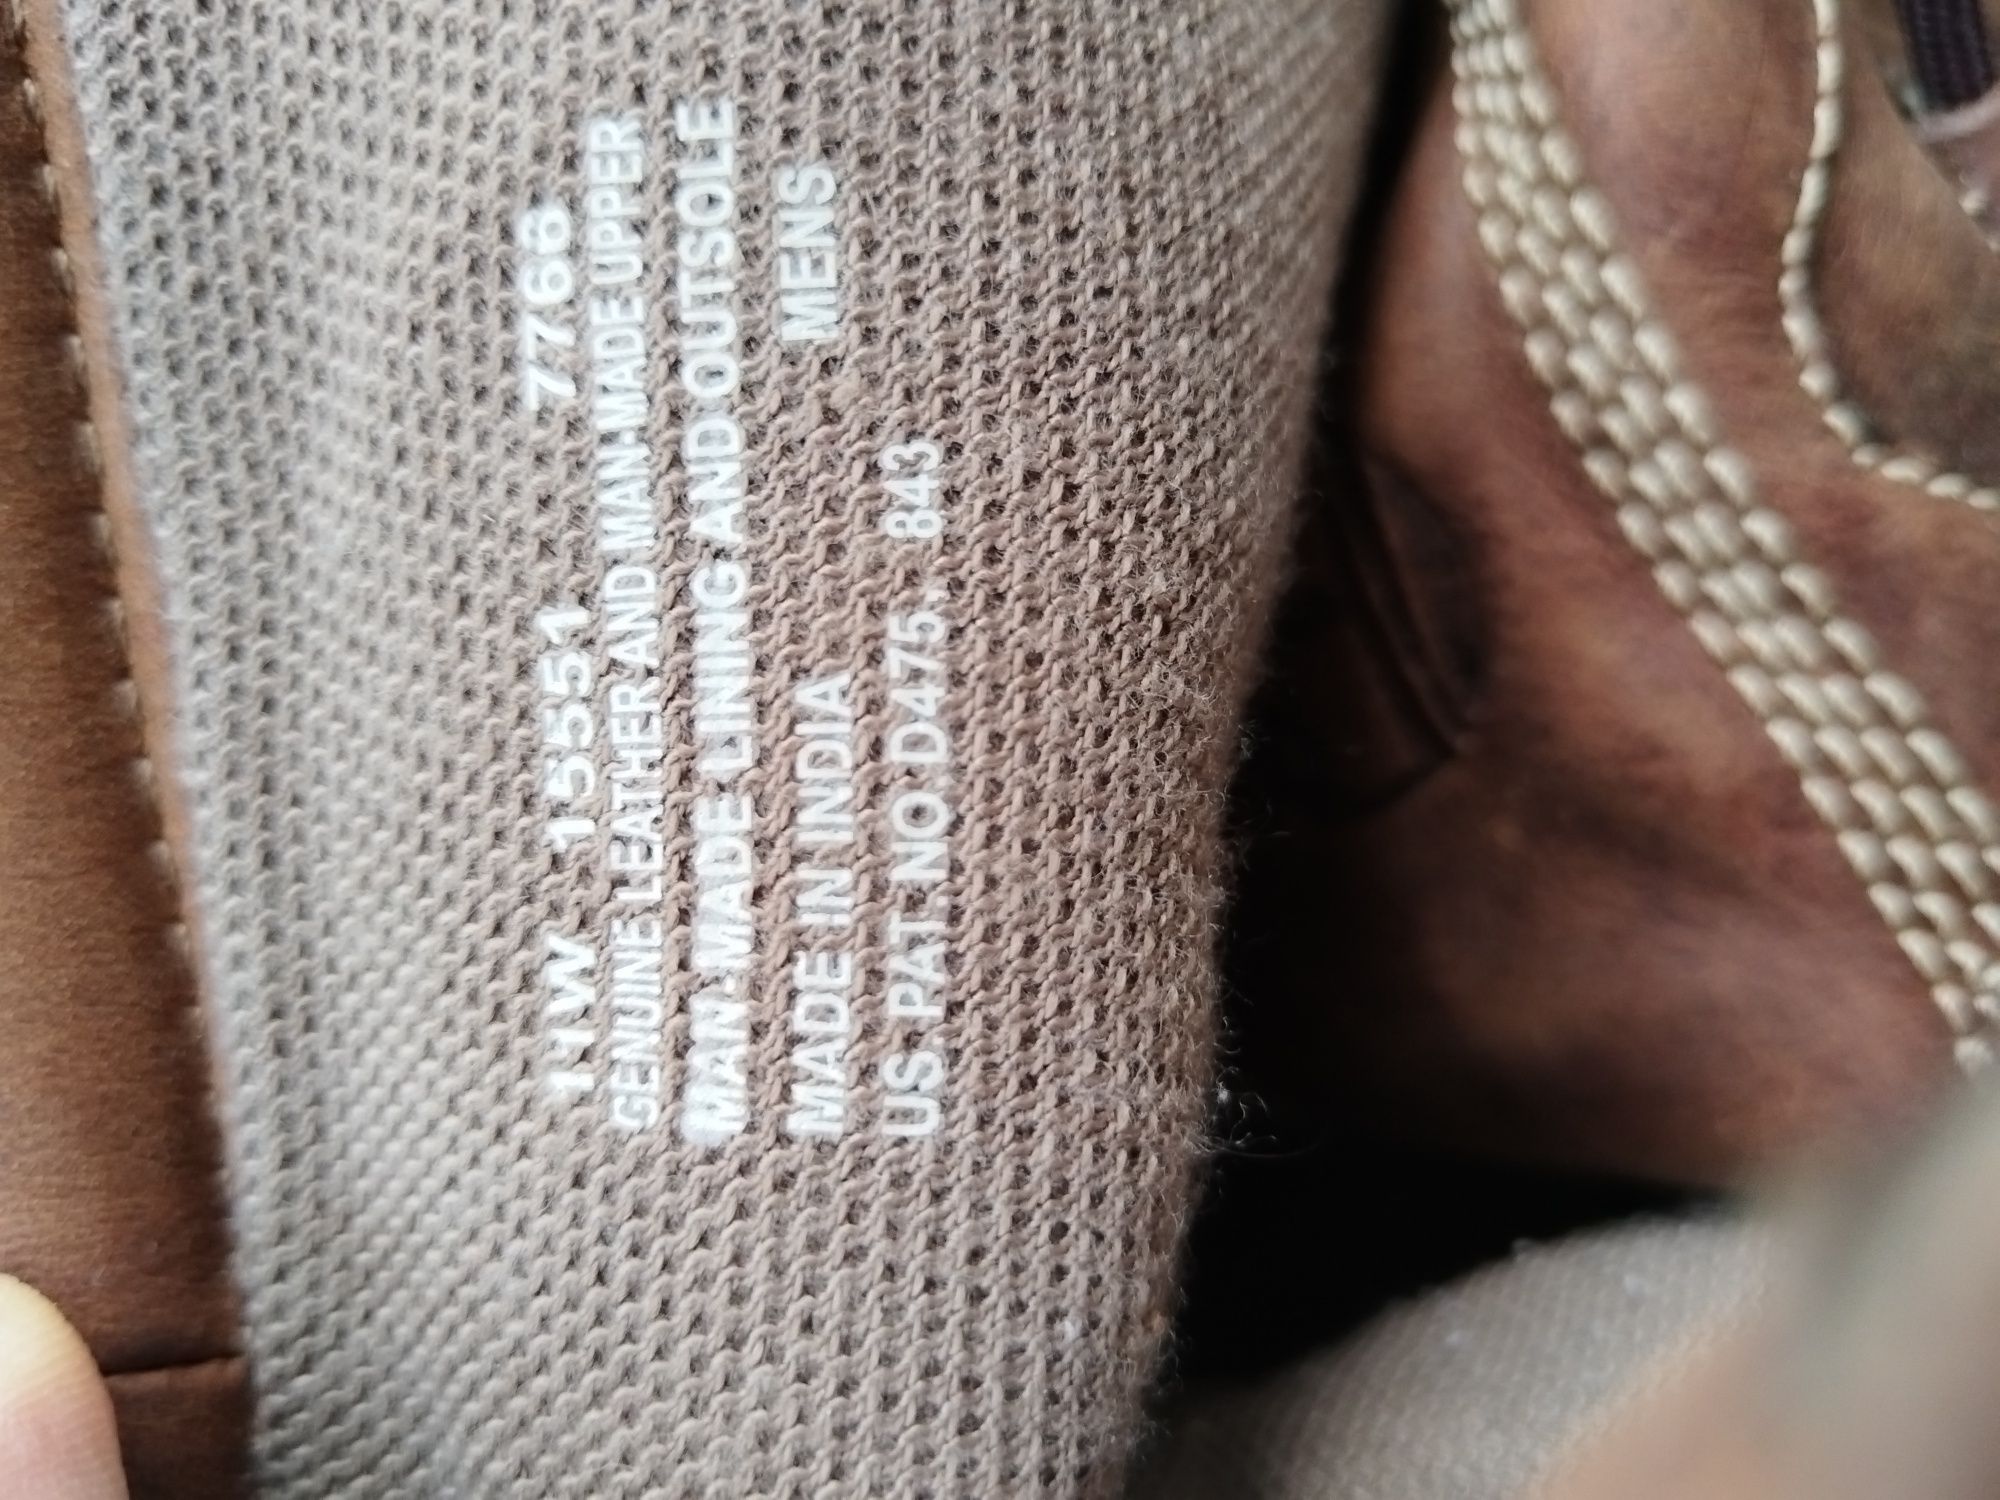 11W 15551 7766
GENUINE LEATHER AND MAN-MADE UPPER
MAN-MADE LINING AND OUTSOLE
MADE IN INDIA MENS
US PAT.NO.D475, 843